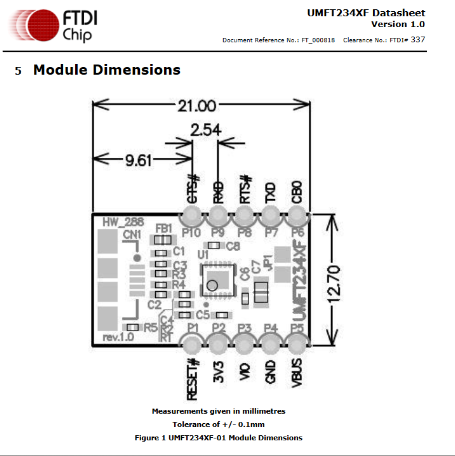 FTDI
Chip
UMFT234XF Datasheet
Version 1.0
Document Reference No.: FT_000818 Clearance No.: FTDI# 337
5 Module Dimensions
21.00
2.54
9.61
CTS# RXD RTS# TXD CB0
HW_288
P10 P9 P8 P7 P6
CN1
FB1
C8
C1
U1
C3
R3
R4
C2
C6
C7
JP1
UMFT234XF
12.70
C5
C4
R5
R2
R1
rev.1.0
P1 P2 P3 P4 P5
RESET# 3V3 VIO GND VBUS
Measurements given in millimetres
Tolerance of +/- 0.1mm
Figure 1 UMFT234XF-01 Module Dimensions